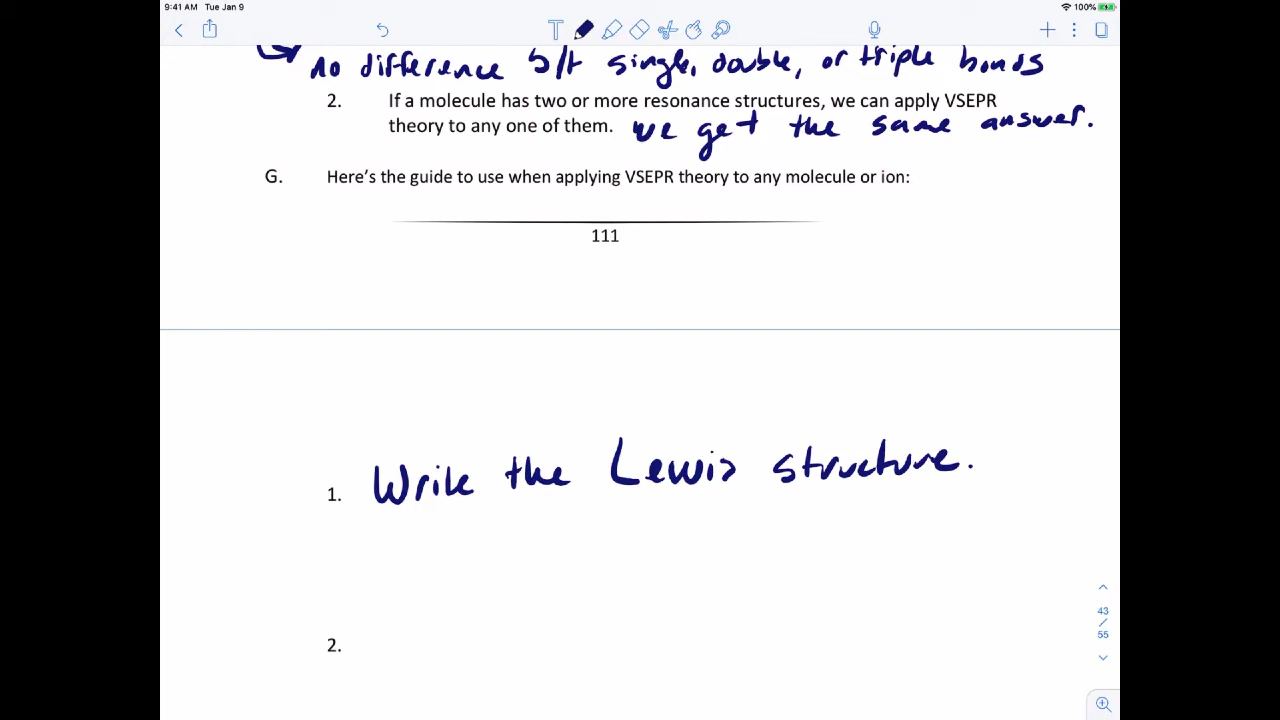 9:41 AM Tue Jan 9
100%
no difference b/t single, double, or triple bonds
2. If a molecule has two or more resonance structures, we can apply VSEPR
theory to any one of them. we get the same answer.
G. Here's the guide to use when applying VSEPR theory to any molecule or ion:
111
1. Write the Lewis structure.
43
/
55
2.